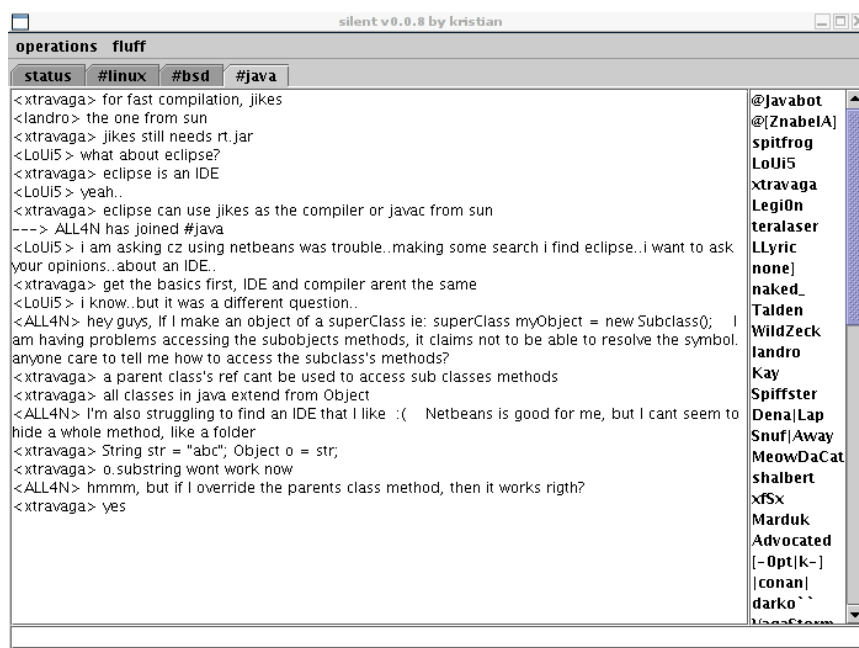 silent v0.0.8 by kristian
operations fluff
status #linux #bsd #java
<xtravaga> for fast compilation, jikes
<landro> the one from sun
<xtravaga> jikes still needs rt.jar
<LoUi5> what about eclipse?
<xtravaga> eclipse is an IDE
<LoUi5> yeah..
<xtravaga> eclipse can use jikes as the compiler or javac from sun
---> ALL4N has joined #java
<LoUi5> i am asking cz using netbeans was trouble..making some search i find eclipse..i want to ask
your opinions..about an IDE..
<xtravaga> get the basics first, IDE and compiler arent the same
<LoUi5> i know..but it was a different question..
<ALL4N> hey guys, If I make an object of a superClass ie: superClass myObject = new Subclass(); I
am having problems accessing the subobjects methods, it claims not to be able to resolve the symbol.
anyone care to tell me how to access the subclass's methods?
<xtravaga> a parent class's ref cant be used to access sub classes methods
<xtravaga> all classes in java extend from Object
<ALL4N> I'm also struggling to find an IDE that I like :( Netbeans is good for me, but I cant seem to
hide a whole method, like a folder
<xtravaga> String str = "abc"; Object o = str;
<xtravaga> o.substring wont work now
<ALL4N> hmmm, but if I override the parents class method, then it works rigth?
<xtravaga> yes
@Javabot
@[ZnabelA]
spitfrog
LoUi5
xtravaga
Legi0n
teralaser
LLyric
none]
naked_
Talden
WildZeck
landro
Kay
Spiffster
Dena|Lap
Snuf|Away
MeowDaCat
shalbert
xfSx
Marduk
Advocated
[-0pt|k-]
|conan|
darko``